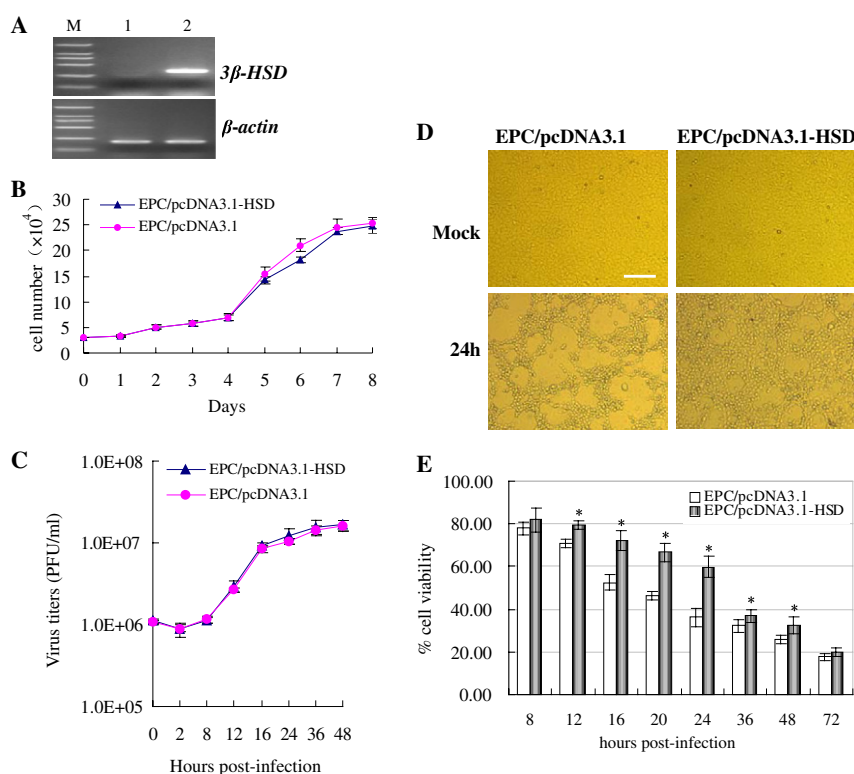 A
M 1 2
3β-HSD
β-actin
B
30
25
20
15
10
5
0
cell number (×10⁴)
EPC/pcDNA3.1-HSD
EPC/pcDNA3.1
0 1 2 3 4 5 6 7 8
Days
C
1.0E+08
1.0E+07
1.0E+06
1.0E+05
Virus titers (PFU/ml)
EPC/pcDNA3.1-HSD
EPC/pcDNA3.1
0 2 8 12 16 24 36 48
Hours post-infection
D
EPC/pcDNA3.1 EPC/pcDNA3.1-HSD
Mock
24h
E
100.00
80.00
60.00
40.00
20.00
0.00
% cell viability
EPC/pcDNA3.1
EPC/pcDNA3.1-HSD
* * * * * *
8 12 16 20 24 36 48 72
hours post-infection